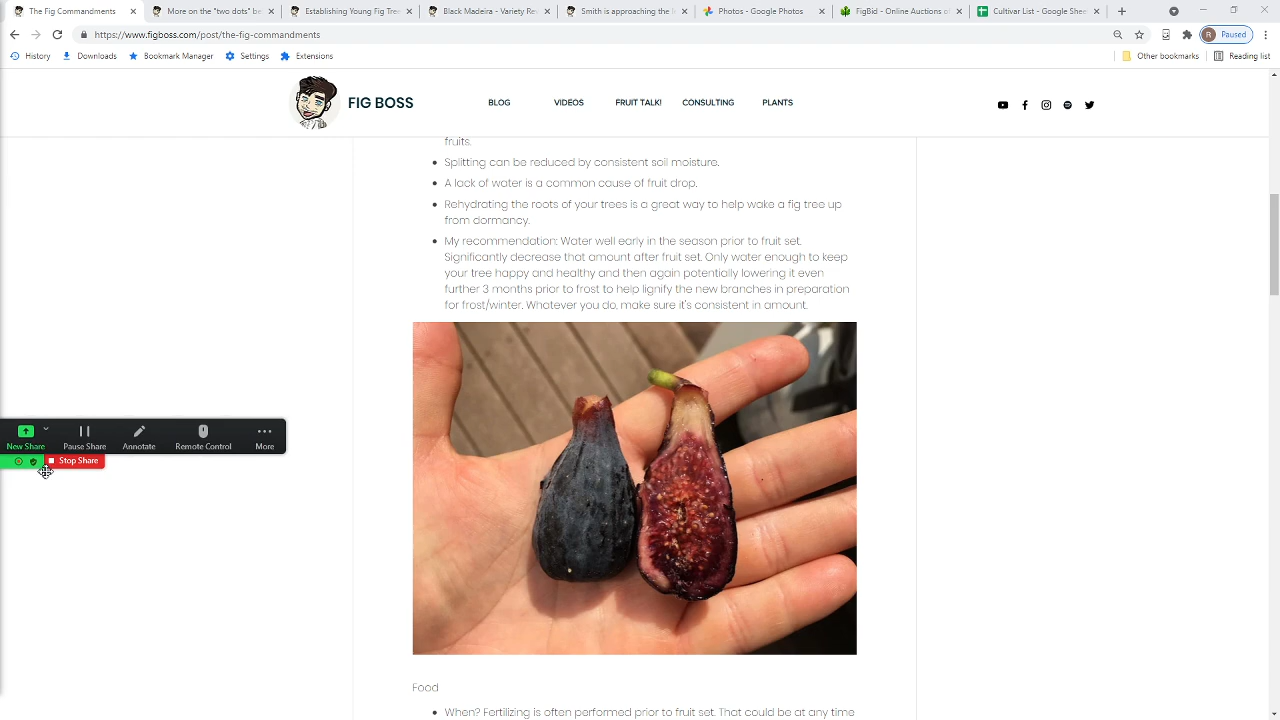 The Fig Commandments
More on the "two dots" b
Establishing Young Fig Tree
Black Madeira - Variety Re
Smith is approaching the l
Photos - Google Photos
FigBid - Online Auctions o
Cultivar List - Google Shee
https://www.figboss.com/post/the-fig-commandments
R Paused
History
Downloads
Bookmark Manager
Settings
Extensions
Other bookmarks
Reading list
FIG BOSS
BLOG
VIDEOS
FRUIT TALK!
CONSULTING
PLANTS
fruits.
Splitting can be reduced by consistent soil moisture.
A lack of water is a common cause of fruit drop.
Rehydrating the roots of your trees is a great way to help wake a fig tree up
from dormancy.
My recommendation: Water well early in the season prior to fruit set.
Significantly decrease that amount after fruit set. Only water enough to keep
your tree happy and healthy and then again potentially lowering it even
further 3 months prior to frost to help lignify the new branches in preparation
for frost/winter. Whatever you do, make sure it's consistent in amount.
New Share
Pause Share
Annotate
Remote Control
More
Stop Share
Food
When? Fertilizing is often performed prior to fruit set. That could be at any time